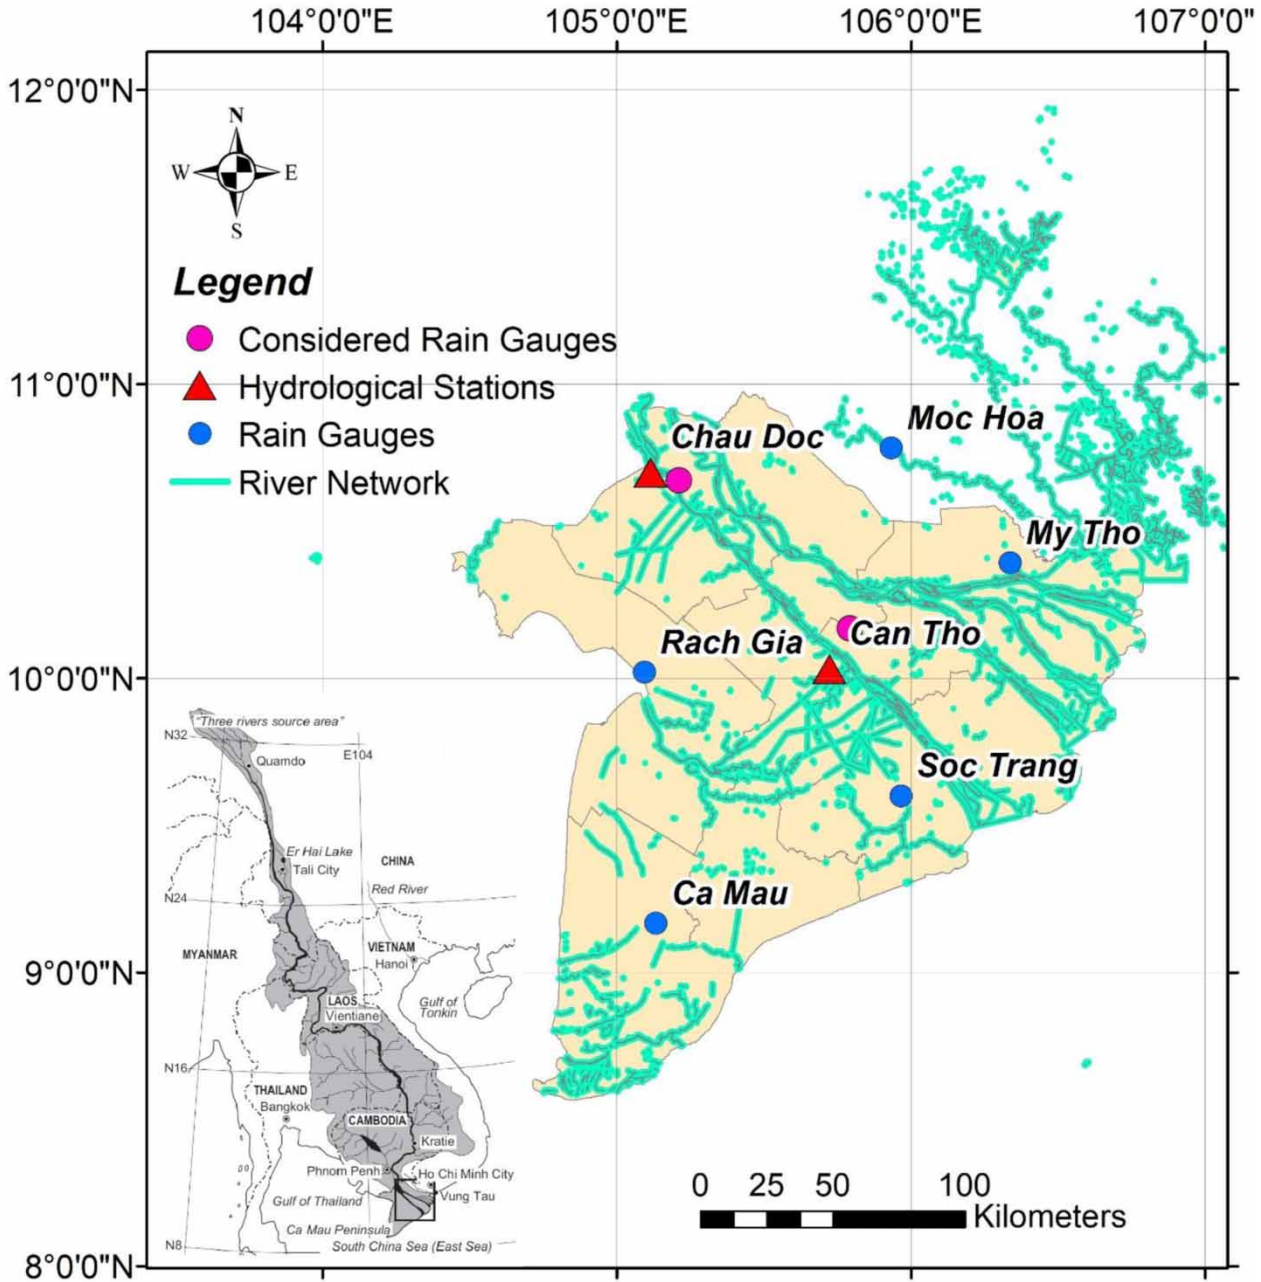 104°0'0"E 105°0'0"E 106°0'0"E 107°0'0"
12°0'0"N
N
W E
S
Legend
Considered Rain Gauges
Hydrological Stations
Rain Gauges
River Network
11°0'0"N
Moc Hoa
Chau Doc
My Tho
Can Tho
Rach Gia
10°0'0"N
Soc Trang
Ca Mau
9°0'0"N
8°0'0"N
"Three rivers source area"
N32
E104
Quamdo
Er Hai Lake
Tali City
CHINA
Red River
N24
MYANMAR
VIETNAM
Hanoi
LAOS
Vientiane
Gulf of
Tonkin
N16
THAILAND
Bangkok
CAMBODIA
Kratie
Phnom Penh
Ho Chi Minh City
Vung Tau
Gulf of Thailand
Ca Mau Peninsula
N8
South China Sea (East Sea)
0 25 50 100
Kilometers